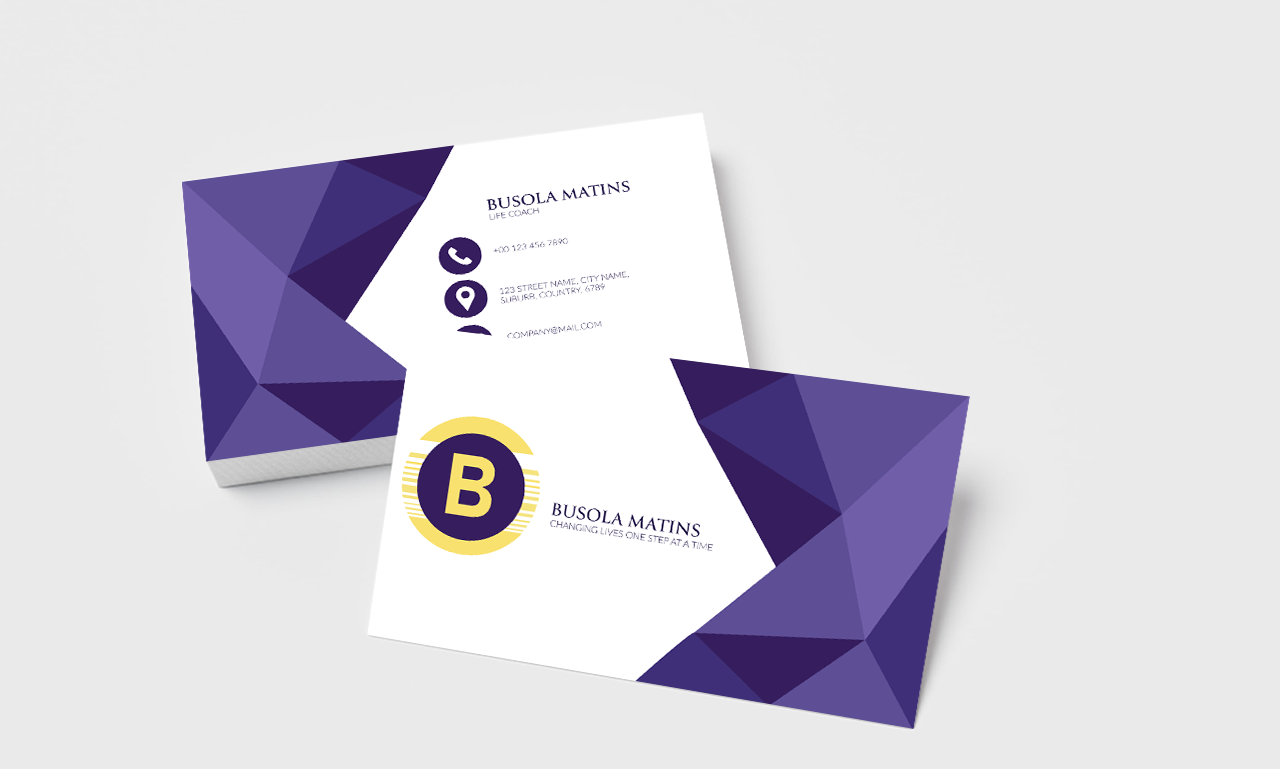 BUSOLA MATINS
LIFE COACH
+00 123 456 7890
123 STREET NAME, CITY NAME,
SUBURB, COUNTRY, 6789
COMPANY@MAIL.COM
B
BUSOLA MATINS
CHANGING LIVES ONE STEP AT A TIME